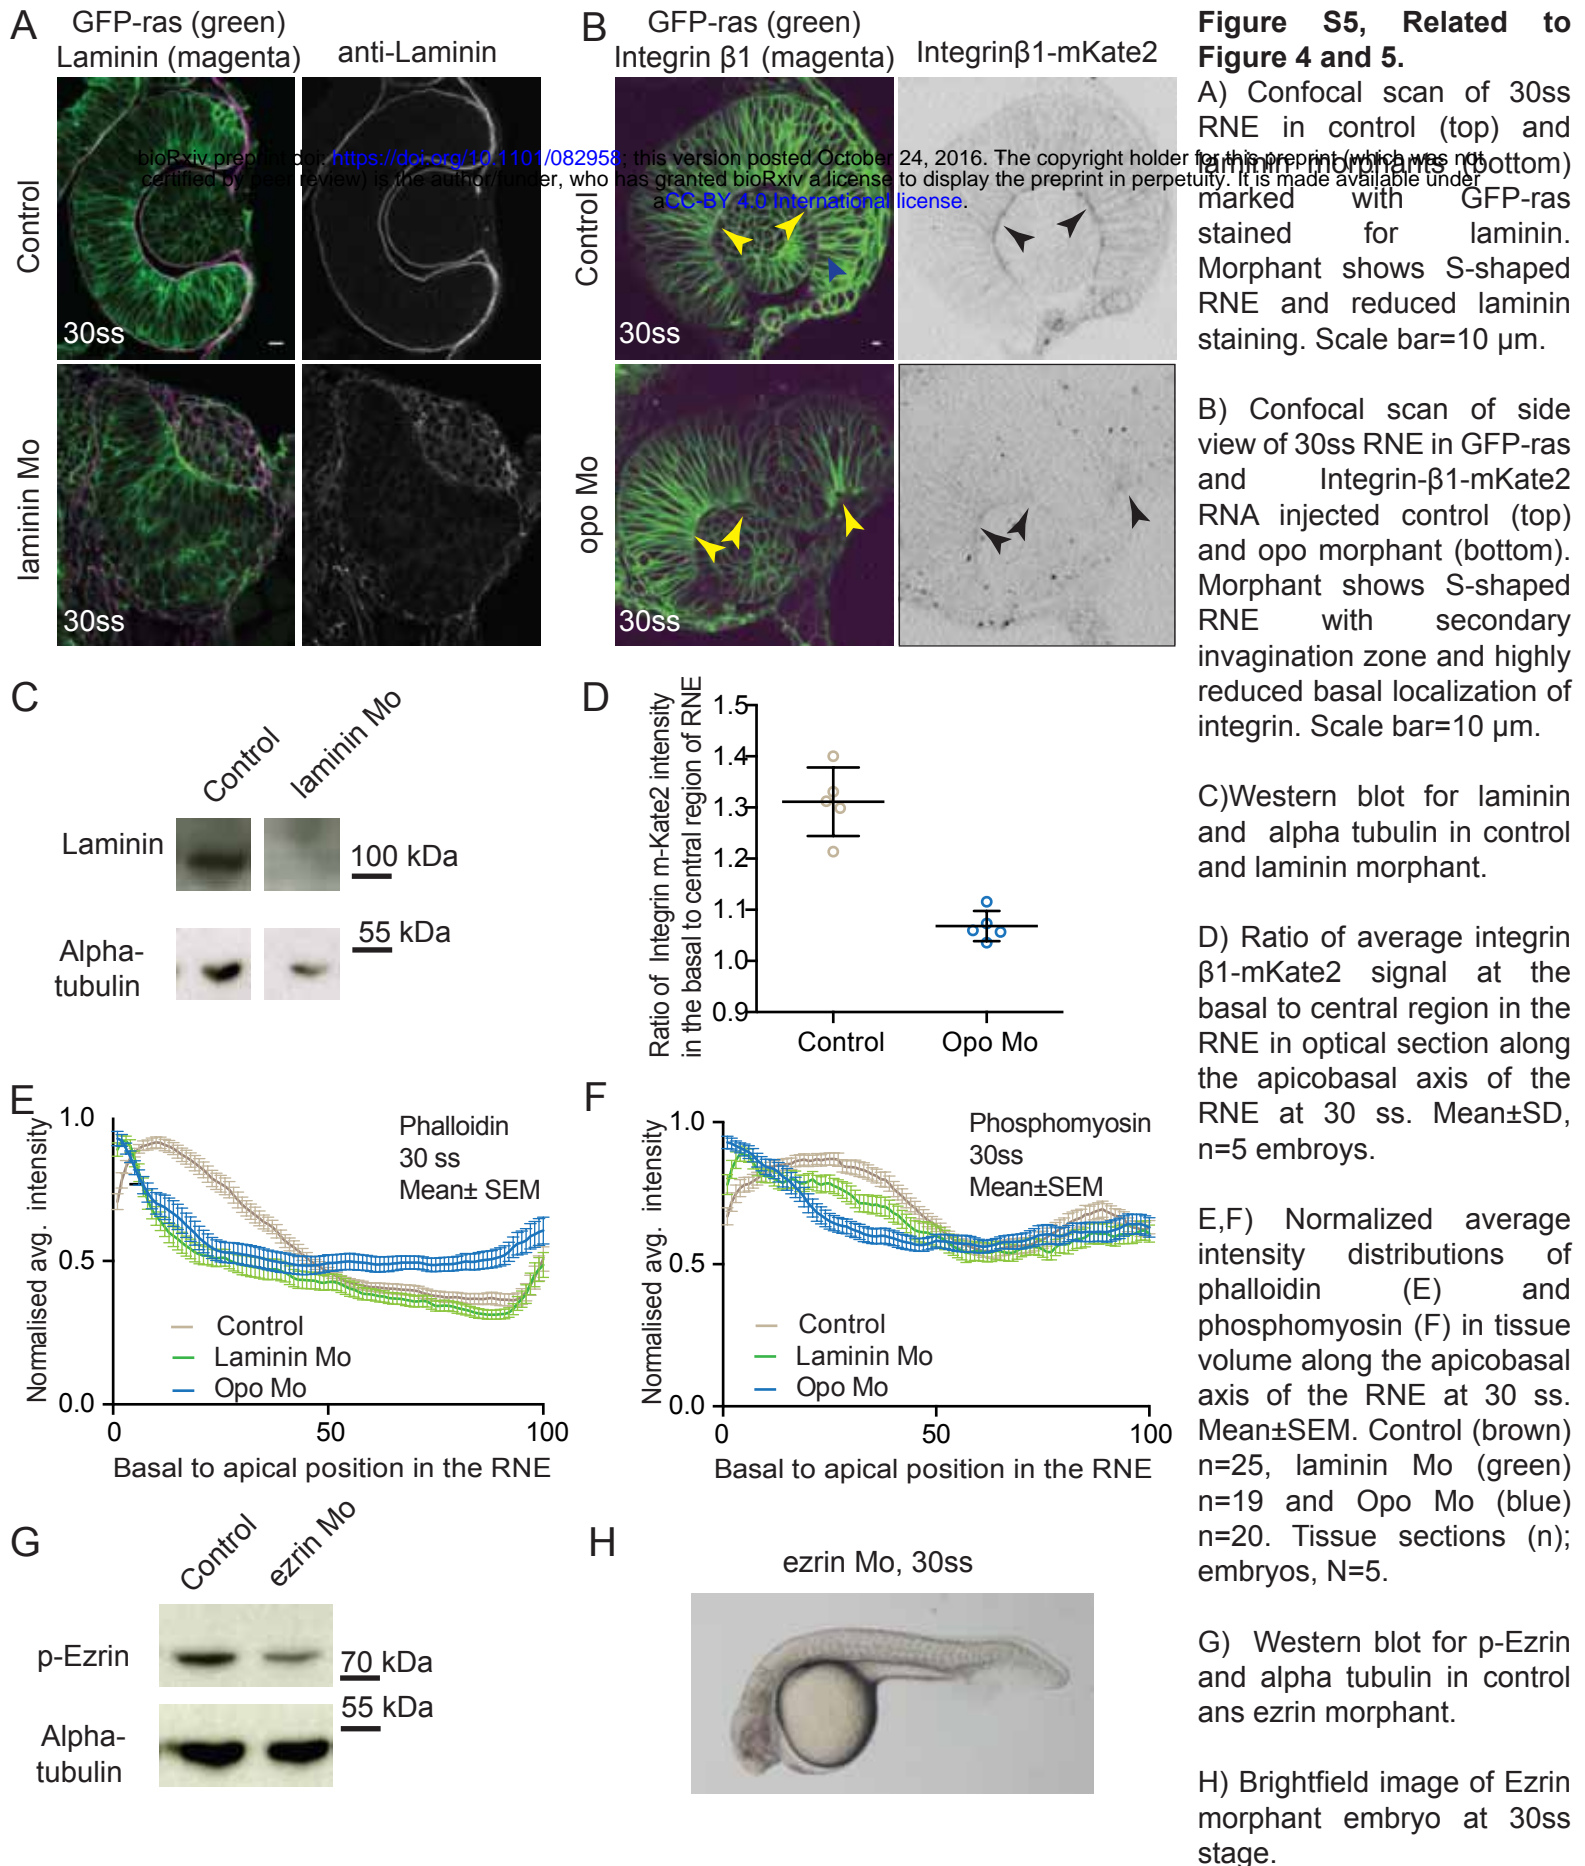 A
GFP-ras (green)
Laminin (magenta)
anti-Laminin
Control
30ss
laminin Mo
30ss
B
GFP-ras (green)
Integrin β1 (magenta)
Integrinβ1-mKate2
Control
30ss
opo Mo
30ss
bioRxiv preprint doi: https://doi.org/10.1101/082958; this version posted October 24, 2016. The copyright holder for this preprint (which was not
certified by peer review) is the author/funder, who has granted bioRxiv a license to display the preprint in perpetuity. It is made available under
aCC-BY 4.0 International license.
C
Control
laminin Mo
Laminin
100 kDa
55 kDa
Alpha-
tubulin
D
Ratio of Integrin m-Kate2 intensity
in the basal to central region of RNE
1.5
1.4
1.3
1.2
1.1
1.0
0.9
Control
Opo Mo
E
Normalised avg. intensity
1.0
0.5
0.0
Phalloidin
30 ss
Mean± SEM
Control
Laminin Mo
Opo Mo
0
50
100
Basal to apical position in the RNE
F
Normalised avg. intensity
1.0
0.5
0.0
Phosphomyosin
30ss
Mean±SEM
Control
Laminin Mo
Opo Mo
0
50
100
Basal to apical position in the RNE
G
Control
ezrin Mo
p-Ezrin
70 kDa
55 kDa
Alpha-
tubulin
H
ezrin Mo, 30ss
Figure S5, Related to
Figure 4 and 5.
A) Confocal scan of 30ss
RNE in control (top) and
laminin morphants (bottom)
marked with GFP-ras
stained for laminin.
Morphant shows S-shaped
RNE and reduced laminin
staining. Scale bar=10 μm.
B) Confocal scan of side
view of 30ss RNE in GFP-ras
and Integrin-β1-mKate2
RNA injected control (top)
and opo morphant (bottom).
Morphant shows S-shaped
RNE with secondary
invagination zone and highly
reduced basal localization of
integrin. Scale bar=10 μm.
C)Western blot for laminin
and alpha tubulin in control
and laminin morphant.
D) Ratio of average integrin
β1-mKate2 signal at the
basal to central region in the
RNE in optical section along
the apicobasal axis of the
RNE at 30 ss. Mean±SD,
n=5 embroys.
E,F) Normalized average
intensity distributions of
phalloidin (E) and
phosphomyosin (F) in tissue
volume along the apicobasal
axis of the RNE at 30 ss.
Mean±SEM. Control (brown)
n=25, laminin Mo (green)
n=19 and Opo Mo (blue)
n=20. Tissue sections (n);
embryos, N=5.
G) Western blot for p-Ezrin
and alpha tubulin in control
ans ezrin morphant.
H) Brightfield image of Ezrin
morphant embryo at 30ss
stage.